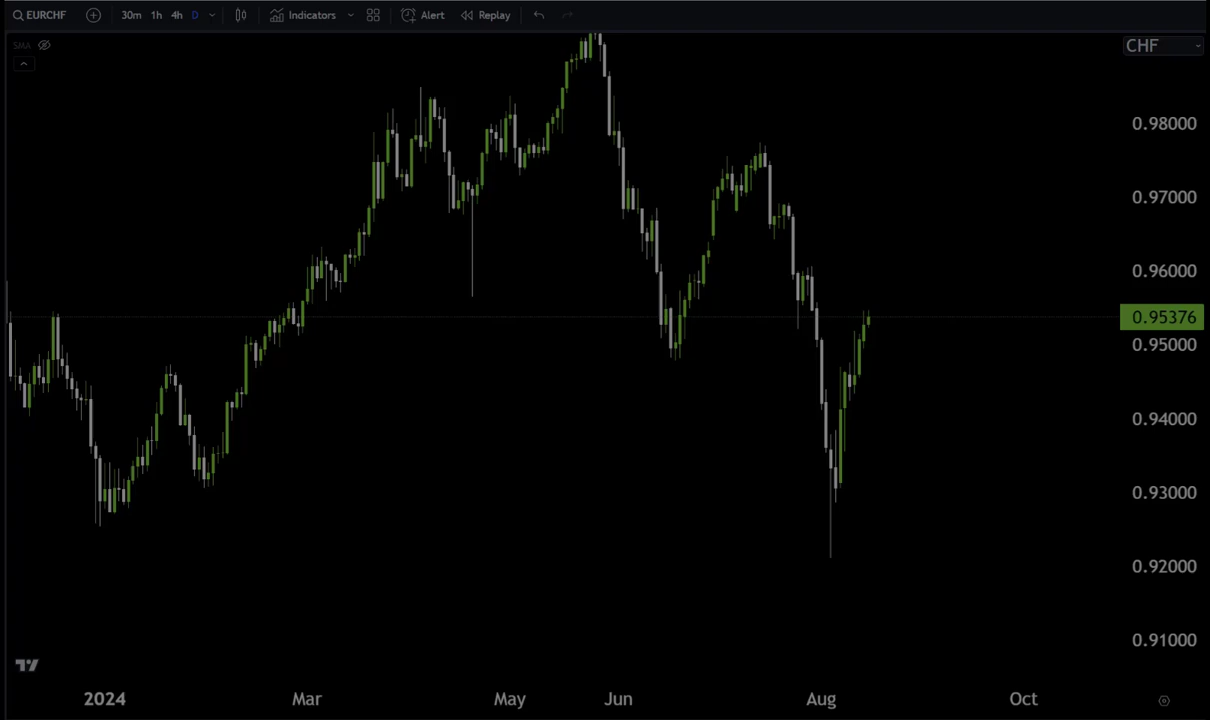 EURCHF 30m 1h 4h D Indicators Alert Replay
SMA
CHF
0.98000
0.97000
0.96000
0.95376
0.95000
0.94000
0.93000
0.92000
0.91000
2024 Mar May Jun Aug Oct